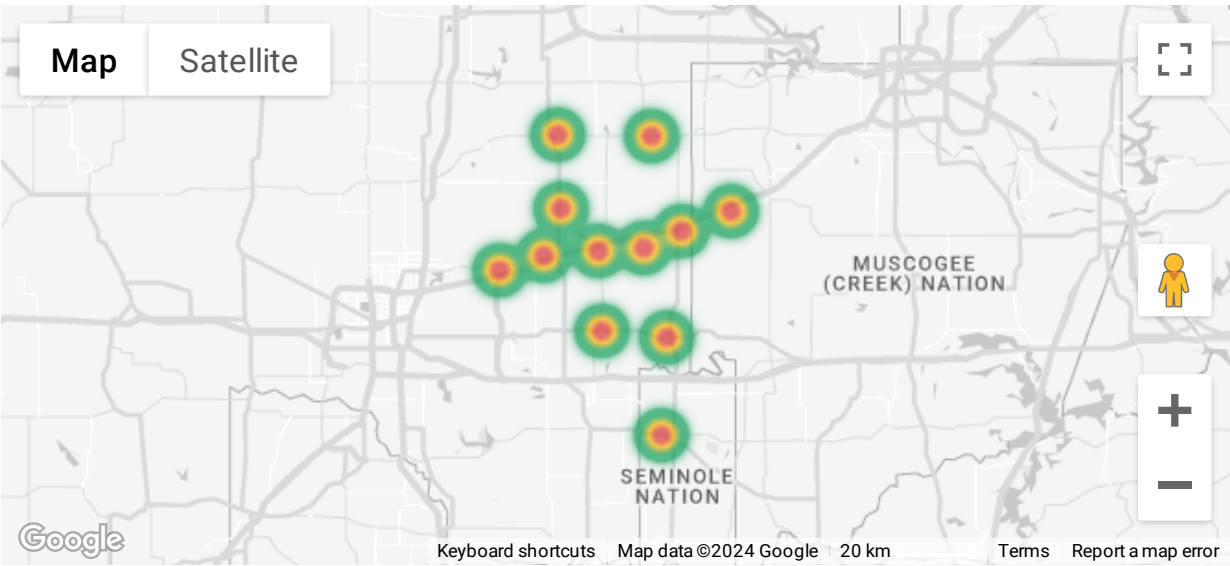 Map
Satellite
MUSCOGEE
(CREEK) NATION
SEMINOLE
NATION
Google
Keyboard shortcuts
Map data ©2024 Google
20 km
Terms
Report a map error